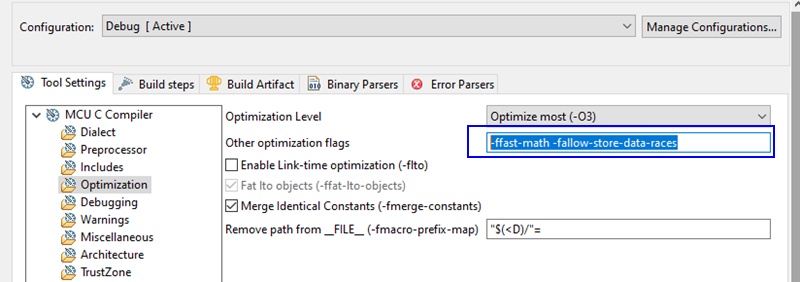 Configuration: Debug [ Active ] Manage Configurations...
Tool Settings Build steps Build Artifact Binary Parsers Error Parsers
MCU C Compiler
Dialect
Preprocessor
Includes
Optimization
Debugging
Warnings
Miscellaneous
Architecture
TrustZone
Optimization Level Optimize most (-O3)
Other optimization flags -ffast-math -fallow-store-data-races
Enable Link-time optimization (-flto)
Fat lto objects (-ffat-lto-objects)
Merge Identical Constants (-fmerge-constants)
Remove path from __FILE__ (-fmacro-prefix-map) "$(<D)/"=